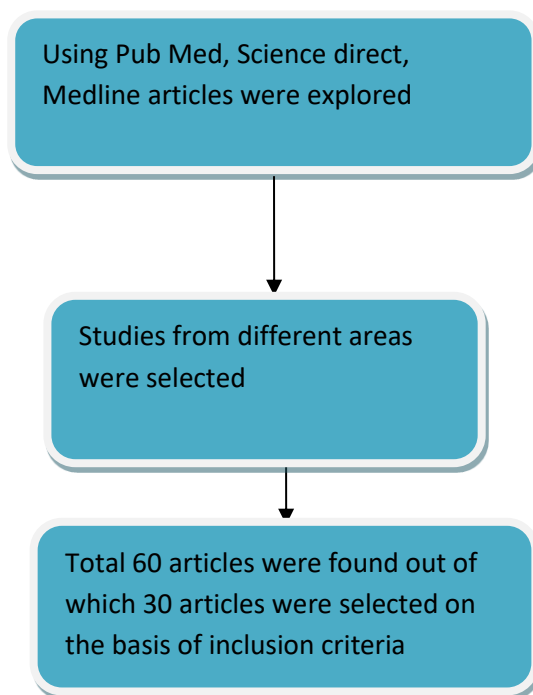 Using Pub Med, Science direct,
Medline articles were explored
Studies from different areas
were selected
Total 60 articles were found out of
which 30 articles were selected on
the basis of inclusion criteria